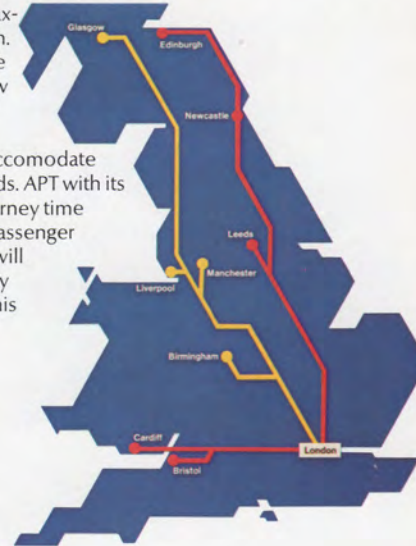 ax-
n.
e
w
ccomodate
ds. APT with its
rney time
assenger
will
y
his
Glasgow
Edinburgh
Newcastle
Leeds
Manchester
Liverpool
Birmingham
Cardiff
Bristol
London